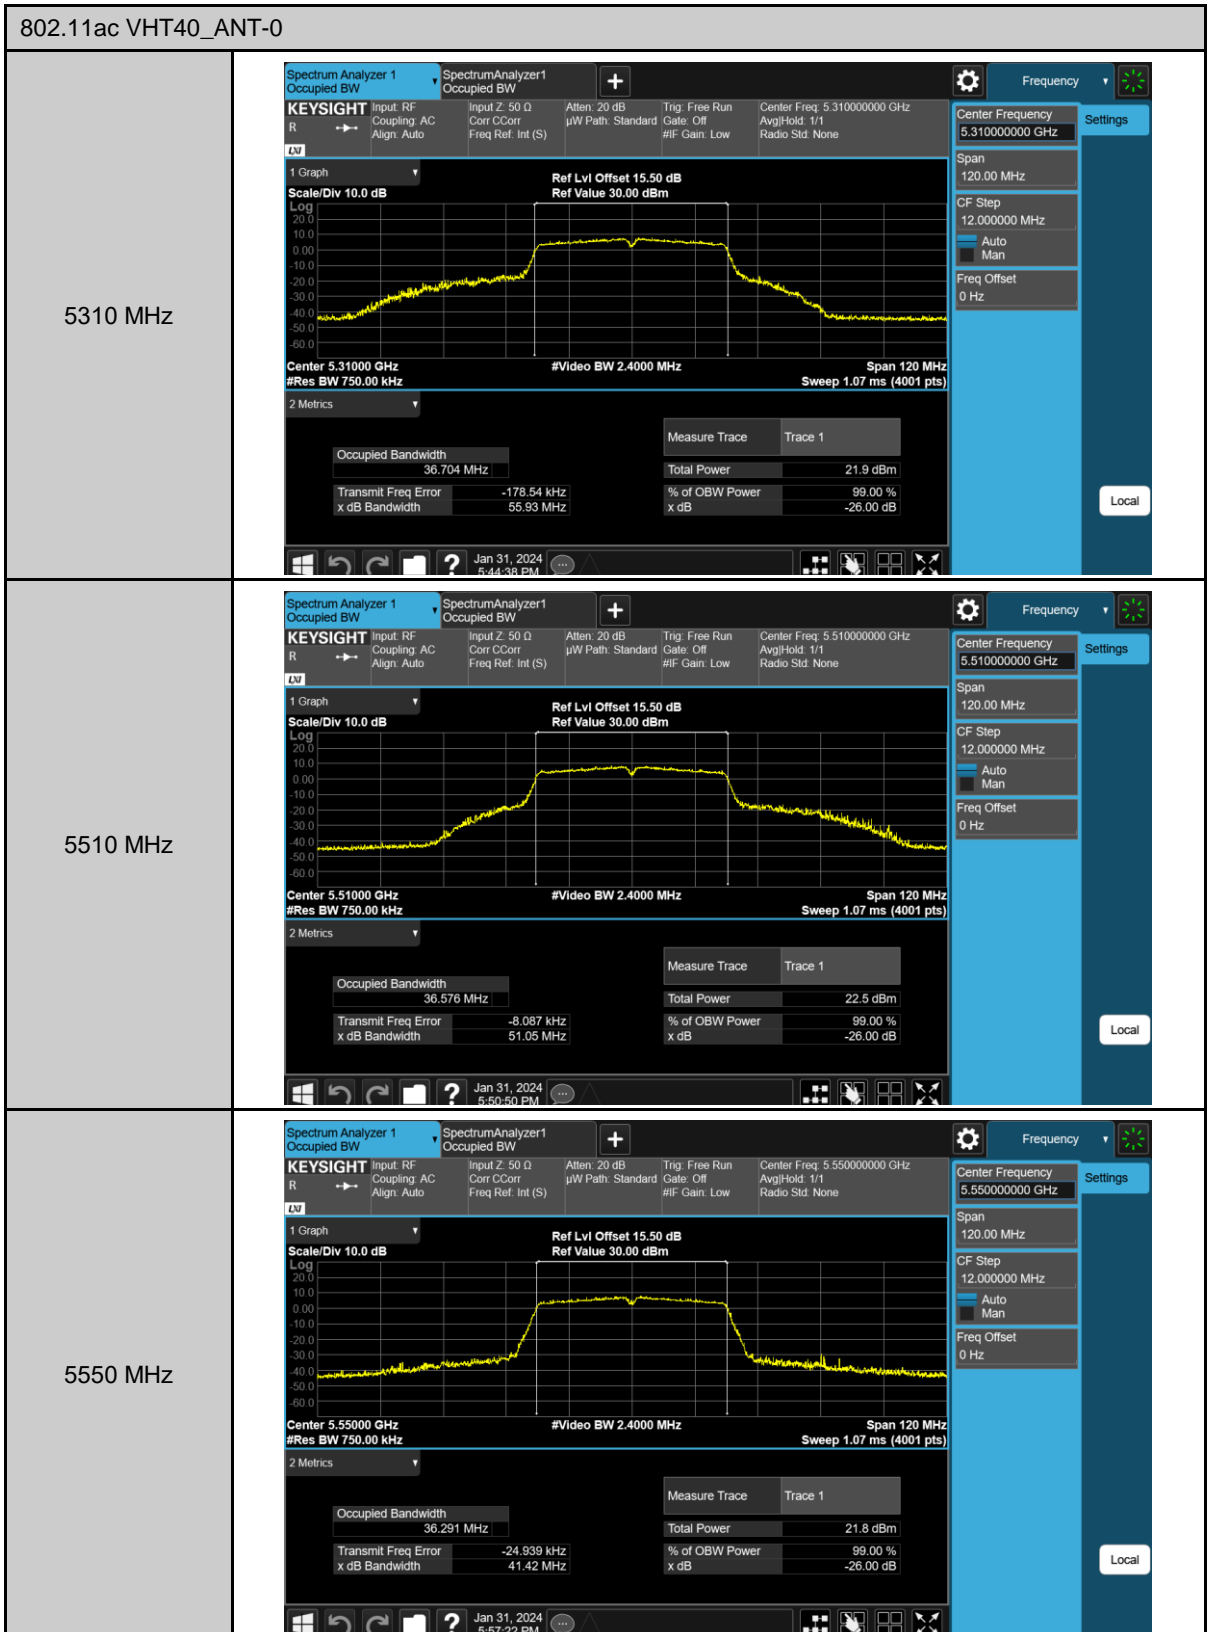 802.11ac VHT40_ANT-0
5310 MHz
Spectrum Analyzer 1
Occupied BW
SpectrumAnalyzer1
Occupied BW
Frequency
KEYSIGHT
R
LXI
Input: RF
Coupling: AC
Align: Auto
Input Z: 50 Ω
Corr CCorr
Freq Ref: Int (S)
Atten: 20 dB
µW Path: Standard
Trig: Free Run
Gate: Off
#IF Gain: Low
Center Freq: 5.310000000 GHz
Avg|Hold: 1/1
Radio Std: None
Center Frequency
5.310000000 GHz
Settings
Span
120.00 MHz
CF Step
12.000000 MHz
Auto
Man
Freq Offset
0 Hz
Local
1 Graph
Scale/Div 10.0 dB
Ref Lvl Offset 15.50 dB
Ref Value 30.00 dBm
Log
20.0
10.0
0.00
-10.0
-20.0
-30.0
-40.0
-50.0
-60.0
Center 5.31000 GHz
#Video BW 2.4000 MHz
Span 120 MHz
#Res BW 750.00 kHz
Sweep 1.07 ms (4001 pts)
2 Metrics
Measure Trace Trace 1
Occupied Bandwidth
36.704 MHz
Total Power 21.9 dBm
Transmit Freq Error -178.54 kHz
% of OBW Power 99.00 %
x dB Bandwidth 55.93 MHz
x dB -26.00 dB
?
Jan 31, 2024
5:44:38 PM
5510 MHz
Spectrum Analyzer 1
Occupied BW
SpectrumAnalyzer1
Occupied BW
Frequency
KEYSIGHT
R
LXI
Input: RF
Coupling: AC
Align: Auto
Input Z: 50 Ω
Corr CCorr
Freq Ref: Int (S)
Atten: 20 dB
µW Path: Standard
Trig: Free Run
Gate: Off
#IF Gain: Low
Center Freq: 5.510000000 GHz
Avg|Hold: 1/1
Radio Std: None
Center Frequency
5.510000000 GHz
Settings
Span
120.00 MHz
CF Step
12.000000 MHz
Auto
Man
Freq Offset
0 Hz
Local
1 Graph
Scale/Div 10.0 dB
Ref Lvl Offset 15.50 dB
Ref Value 30.00 dBm
Log
20.0
10.0
0.00
-10.0
-20.0
-30.0
-40.0
-50.0
-60.0
Center 5.51000 GHz
#Video BW 2.4000 MHz
Span 120 MHz
#Res BW 750.00 kHz
Sweep 1.07 ms (4001 pts)
2 Metrics
Measure Trace Trace 1
Occupied Bandwidth
36.576 MHz
Total Power 22.5 dBm
Transmit Freq Error -8.087 kHz
% of OBW Power 99.00 %
x dB Bandwidth 51.05 MHz
x dB -26.00 dB
?
Jan 31, 2024
5:50:50 PM
5550 MHz
Spectrum Analyzer 1
Occupied BW
SpectrumAnalyzer1
Occupied BW
Frequency
KEYSIGHT
R
LXI
Input: RF
Coupling: AC
Align: Auto
Input Z: 50 Ω
Corr CCorr
Freq Ref: Int (S)
Atten: 20 dB
µW Path: Standard
Trig: Free Run
Gate: Off
#IF Gain: Low
Center Freq: 5.550000000 GHz
Avg|Hold: 1/1
Radio Std: None
Center Frequency
5.550000000 GHz
Settings
Span
120.00 MHz
CF Step
12.000000 MHz
Auto
Man
Freq Offset
0 Hz
Local
1 Graph
Scale/Div 10.0 dB
Ref Lvl Offset 15.50 dB
Ref Value 30.00 dBm
Log
20.0
10.0
0.00
-10.0
-20.0
-30.0
-40.0
-50.0
-60.0
Center 5.55000 GHz
#Video BW 2.4000 MHz
Span 120 MHz
#Res BW 750.00 kHz
Sweep 1.07 ms (4001 pts)
2 Metrics
Measure Trace Trace 1
Occupied Bandwidth
36.291 MHz
Total Power 21.8 dBm
Transmit Freq Error -24.939 kHz
% of OBW Power 99.00 %
x dB Bandwidth 41.42 MHz
x dB -26.00 dB
?
Jan 31, 2024
5:57:22 PM